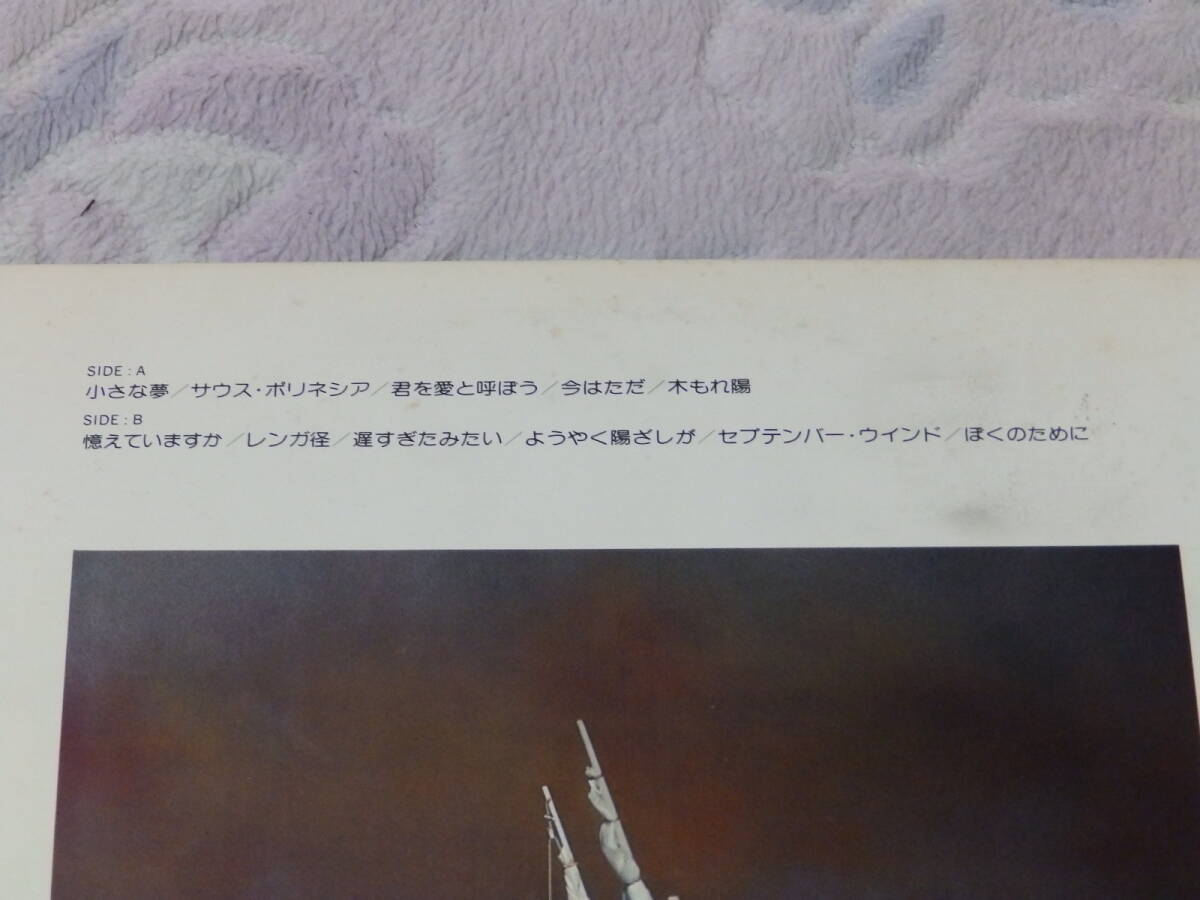 SIDE : A
小さな夢／サウス・ポリネシア／君を愛と呼ぼう／今はただ／木もれ陽
SIDE : B
憶えていますか／レンガ径／遅すぎたみたい／ようやく陽ざしが／セプテンバー・ウインド／ぼくのために